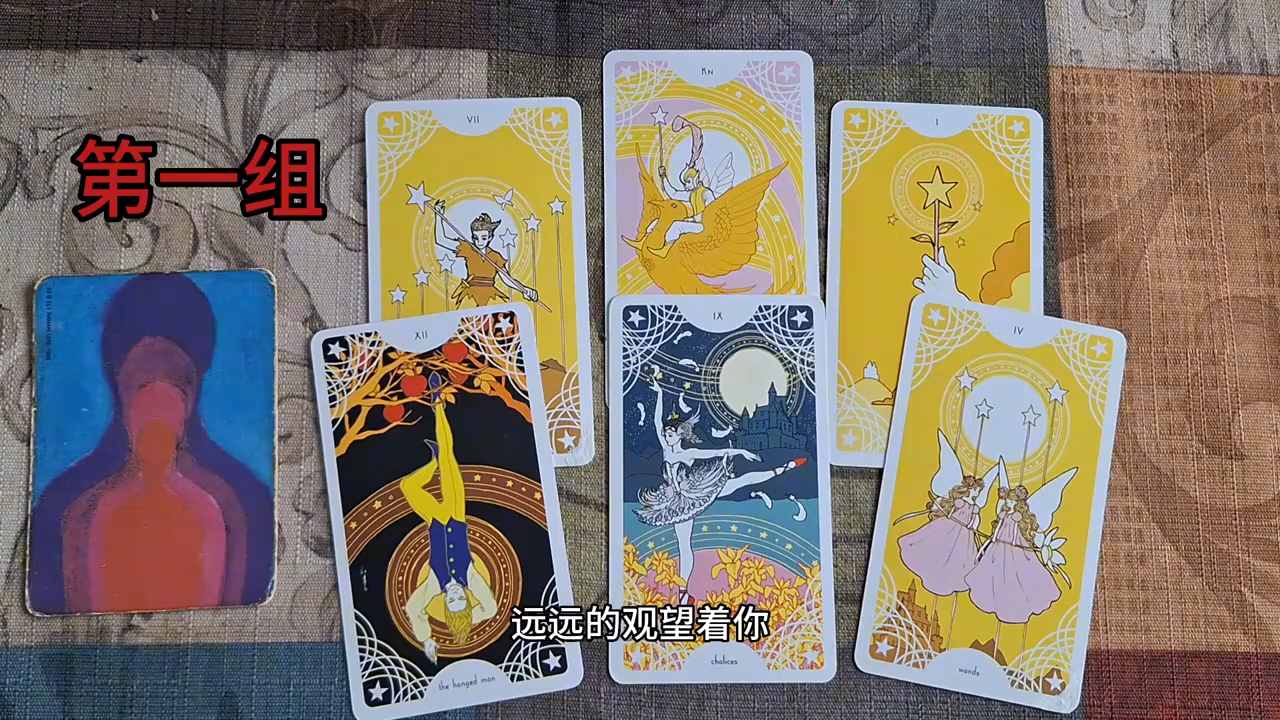 KN
VII
I
第一组
IX
IV
XII
远远的观望着你
chalices
wands
the hanged man